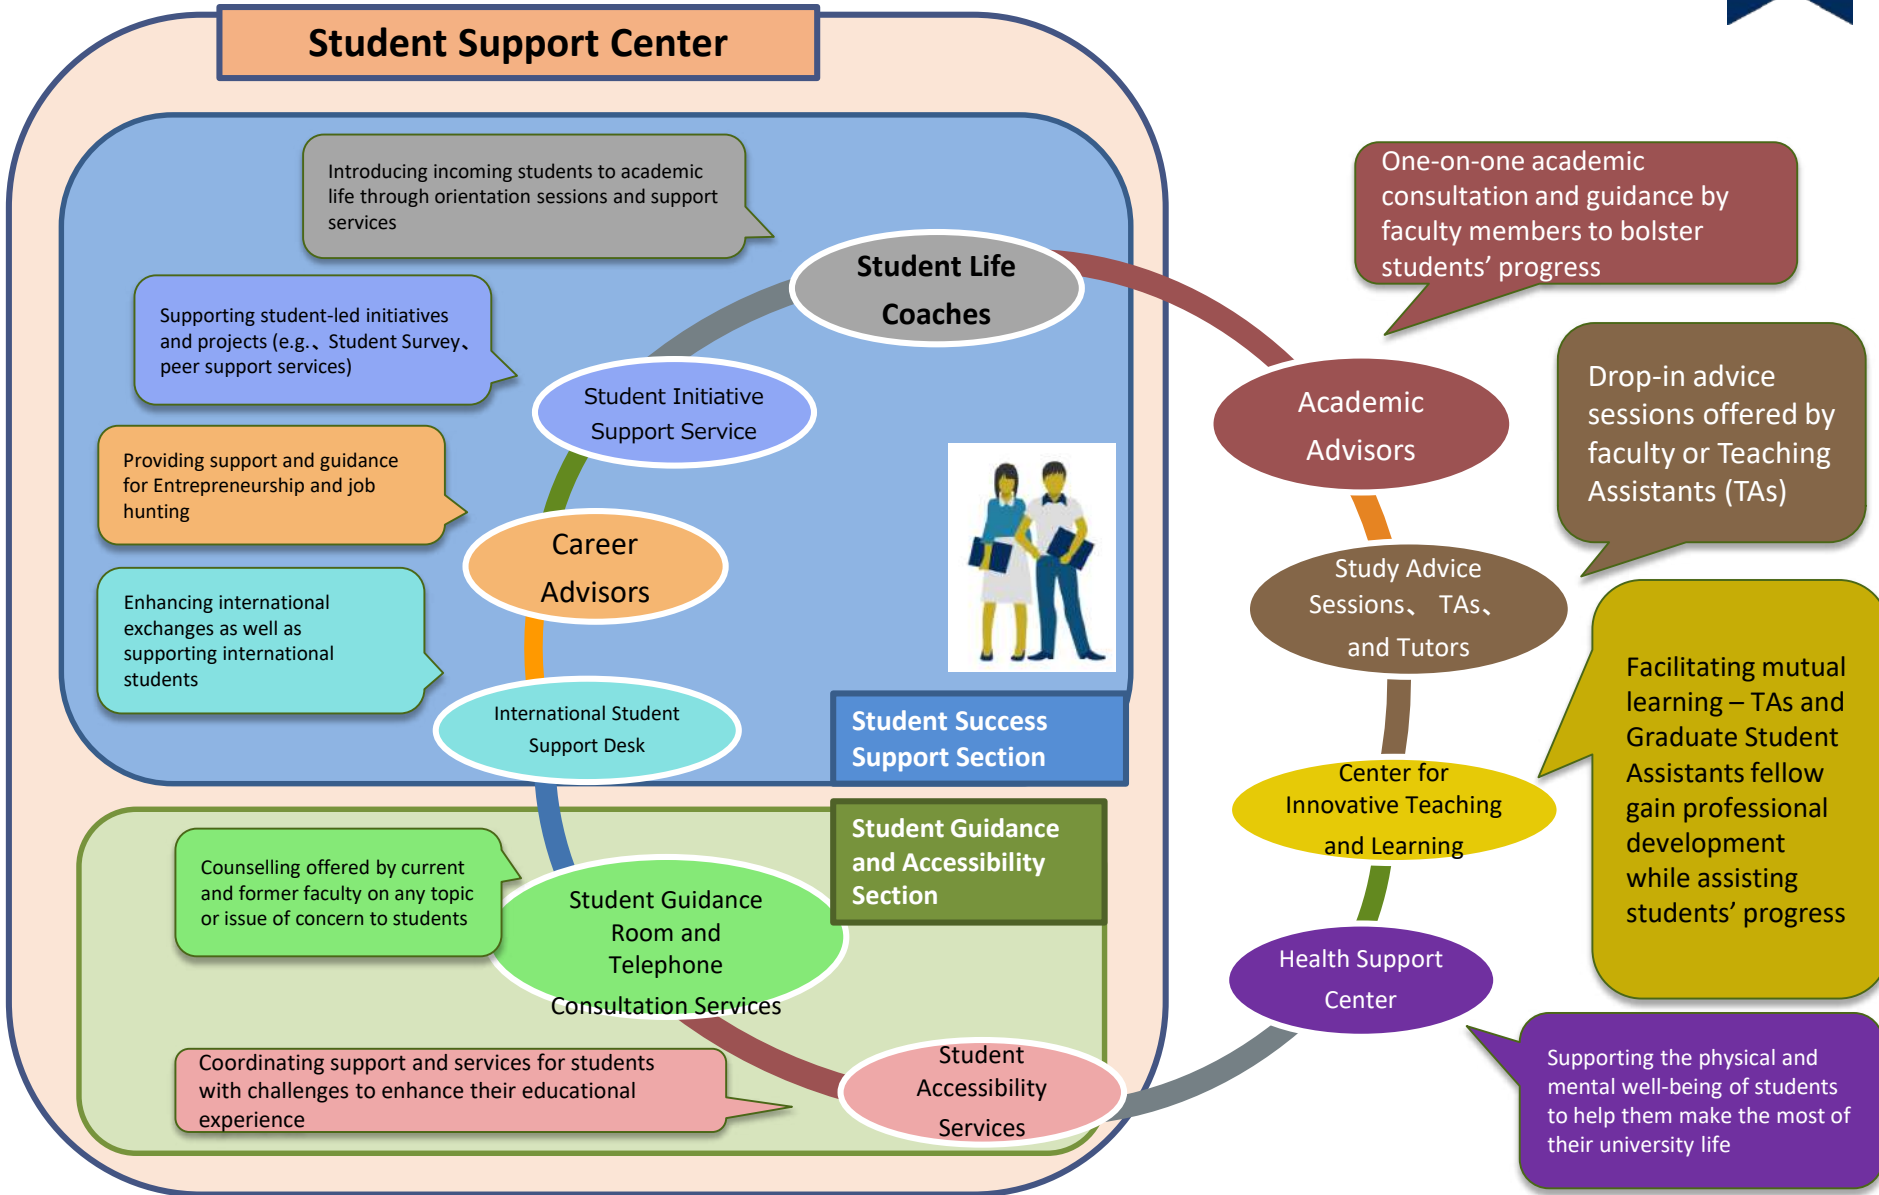 Student Support Center
Introducing incoming students to academic
life through orientation sessions and support
services
Student Life
Coaches
Supporting student-led initiatives
and projects (e.g.、Student Survey、
peer support services)
Student Initiative
Support Service
Providing support and guidance
for Entrepreneurship and job
hunting
Career
Advisors
Enhancing international
exchanges as well as
supporting international
students
International Student
Support Desk
Student Success
Support Section
Student Guidance
and Accessibility
Section
Counselling offered by current
and former faculty on any topic
or issue of concern to students
Student Guidance
Room and
Telephone
Consultation Services
Coordinating support and services for students
with challenges to enhance their educational
experience
Student
Accessibility
Services
One-on-one academic
consultation and guidance by
faculty members to bolster
students’ progress
Academic
Advisors
Drop-in advice
sessions offered by
faculty or Teaching
Assistants (TAs)
Study Advice
Sessions、 TAs、
and Tutors
Facilitating mutual
learning – TAs and
Graduate Student
Assistants fellow
gain professional
development
while assisting
students’ progress
Center for
Innovative Teaching
and Learning
Health Support
Center
Supporting the physical and
mental well-being of students
to help them make the most of
their university life